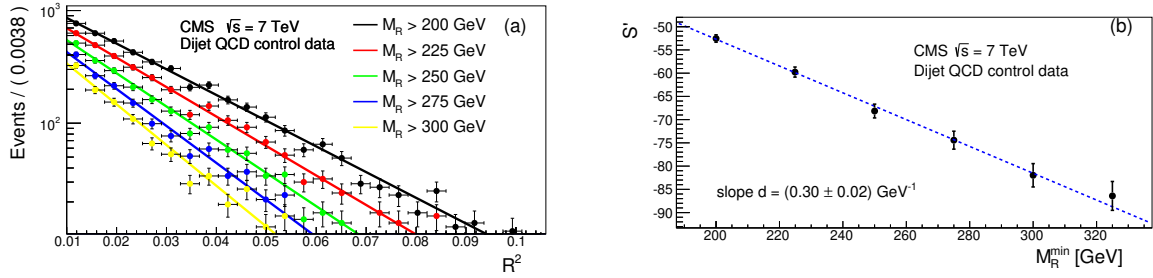 CMS √s = 7 TeV
Dijet QCD control data
(a)
M_R > 200 GeV
M_R > 225 GeV
M_R > 250 GeV
M_R > 275 GeV
M_R > 300 GeV
Events / ( 0.0038 )
10³
10²
0.01 0.02 0.03 0.04 0.05 0.06 0.07 0.08 0.09 0.1
R²
(b)
CMS √s = 7 TeV
Dijet QCD control data
slope d = (0.30 ± 0.02) GeV⁻¹
S'
-50
-55
-60
-65
-70
-75
-80
-85
-90
200 220 240 260 280 300 320
M_R^min [GeV]